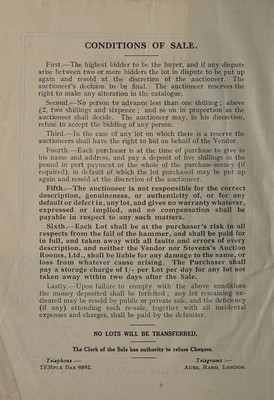 CONDITIONS OF SALE.
First.—The highest bidder to be the buyer, and if any dispute
arise between two or more bidders the lot in dispute to be put up
again and resold at the discretion of the auctioneer. The
auctioneer's decision to be final. The auctioneer reserves the
right to make any alteration in the catalogue.
Second.—No person to advance less than one shilling; above
£2, two shillings and sixpence; and so on in proportion as the
auctioneer shall decide. The auctioneer may, in his discretion,
refuse to accept the bidding of any person.
Third.—In the case of any lot on which there is a reserve the
auctioneers shall have the right to bid on behalf of the Vendor.
Fourth.—Each purchaser is at the time of purchase to give in
his name and address, and pay a deposit of five shillings in the
pound in part payment or the whole of the purchase-money (if
required), in default of which the lot purchased may be put up
again and resold at the discretion of the auctioneer.
Fifth.—The auctioneer is not responsible for the correct
description, genuineness, or authenticity of, or for any
default or defect in, any lot, and gives no warranty whatever,
expressed or implied, and no compensation shall be
payable in respect to any such matters.
Sixth.—Each Lot shall be at the purchaser's risk in all
respects from the fall of the hammer, and shall be paid for
in full, and taken away with all faults and errors of every
description, and neither the Vendor nor Stevens's Auction
Rooms, Ltd., shall be liable for any damage to the same, or
loss from whatever cause arising. The Purchaser shall
pay a storage charge of 1/- per Lot per day for any lot not
taken away within two days after the Sale.
Lastly.—Upon failure to comply with the above conditions
the money deposited shall be forfeited; any lot remaining un-
cleared may be resold by public or private sale, and the deficiency
(if any) attending such re-sale, together with all incidental
expenses and charges, shall be paid by the defaulter.
NO LOTS WILL BE TRANSFERRED.
The Clerk of the Sale has authority to refuse Cheques.
Telephone :— Telegrams :—
TEMple Bar 6882. Auks, Rand, London.